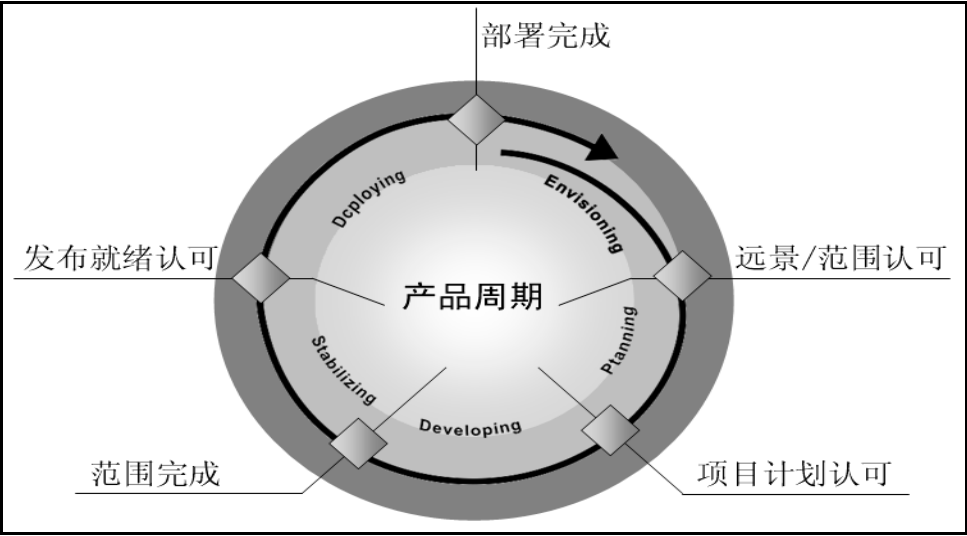 部署完成
Dcploying
Envisioning
发布就绪认可
远景/范围认可
产品周期
Ptanning
Stabilizing
Developing
范围完成
项目计划认可